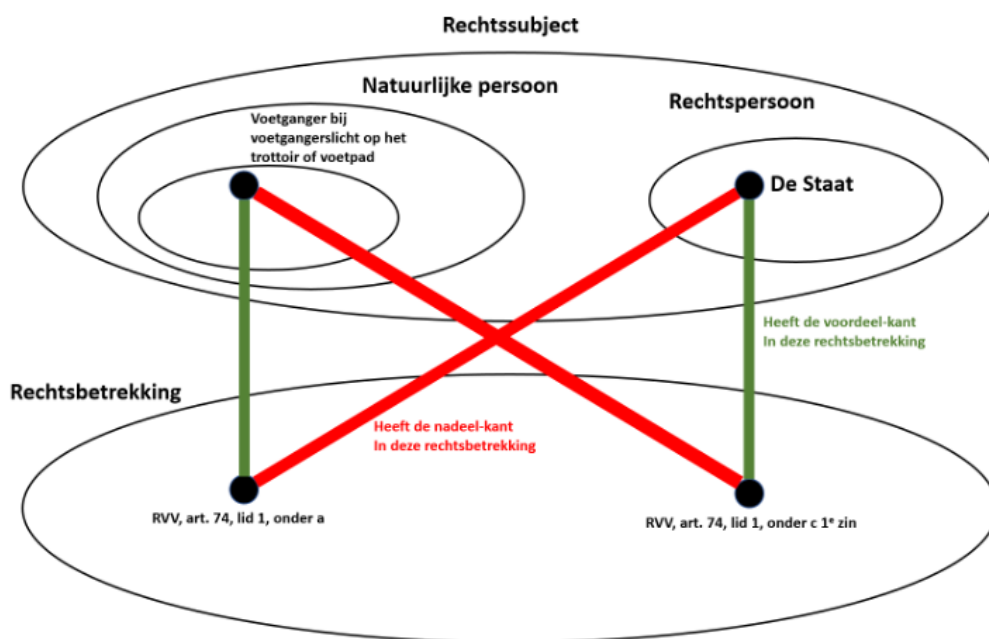 Rechtssubject
Natuurlijke persoon
Rechtspersoon
Voetganger bij
voetgangerslicht op het
trottoir of voetpad
De Staat
Heeft de voordeel-kant
In deze rechtsbetrekking
Rechtsbetrekking
Heeft de nadeel-kant
In deze rechtsbetrekking
RVV, art. 74, lid 1, onder a
RVV, art. 74, lid 1, onder c 1ᵉ zin